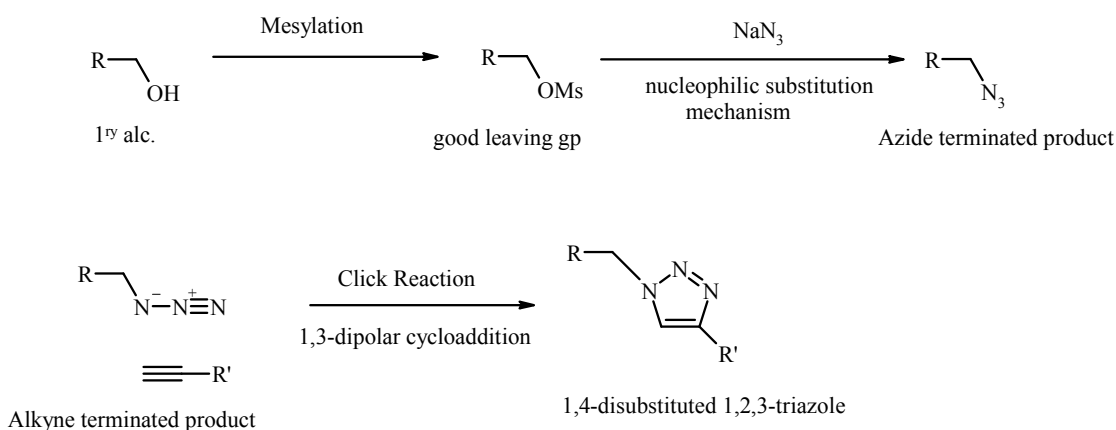 Mesylation
NaN₃
R
OH
R
OMs
R
N₃
nucleophilic substitution
mechanism
1ʳʸ alc.
good leaving gp
Azide terminated product
R
N⁻ N⁺ N
R'
Click Reaction
1,3-dipolar cycloaddition
R
N N N
R'
Alkyne terminated product
1,4-disubstituted 1,2,3-triazole